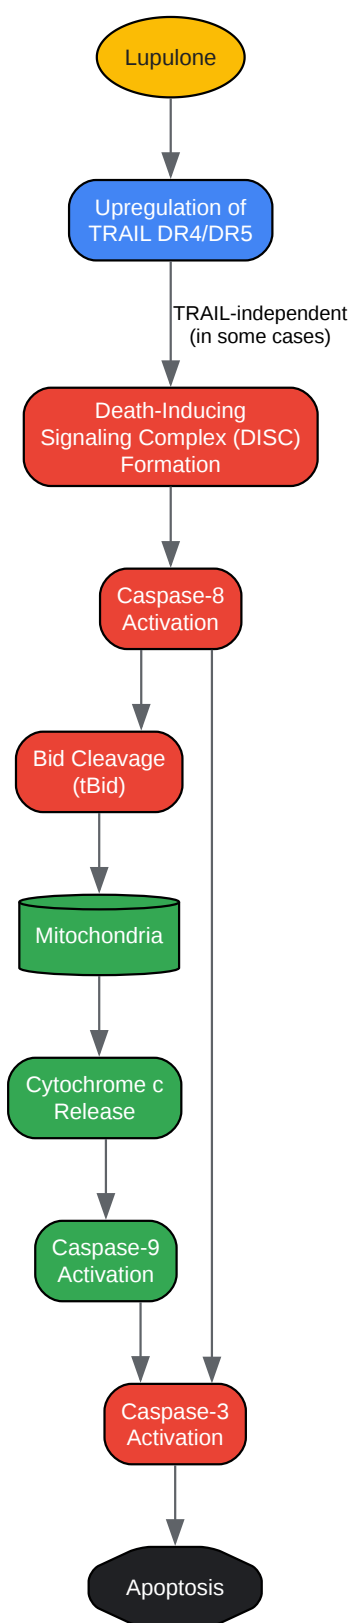 Lupulone
Upregulation of
TRAIL DR4/DR5
TRAIL-independent
(in some cases)
Death-Inducing
Signaling Complex (DISC)
Formation
Caspase-8
Activation
Bid Cleavage
(tBid)
Mitochondria
Cytochrome c
Release
Caspase-9
Activation
Caspase-3
Activation
Apoptosis